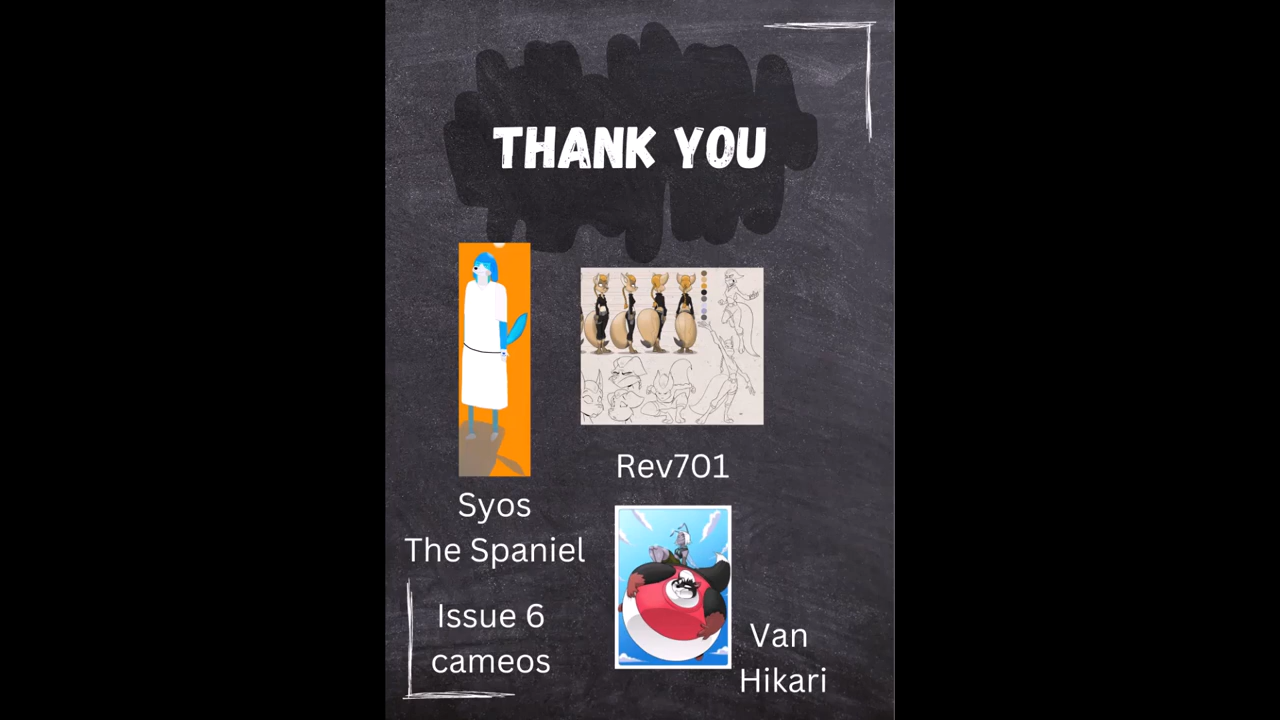 THANK YOU
Rev701
Syos
The Spaniel
Issue 6
cameos
Van
Hikari